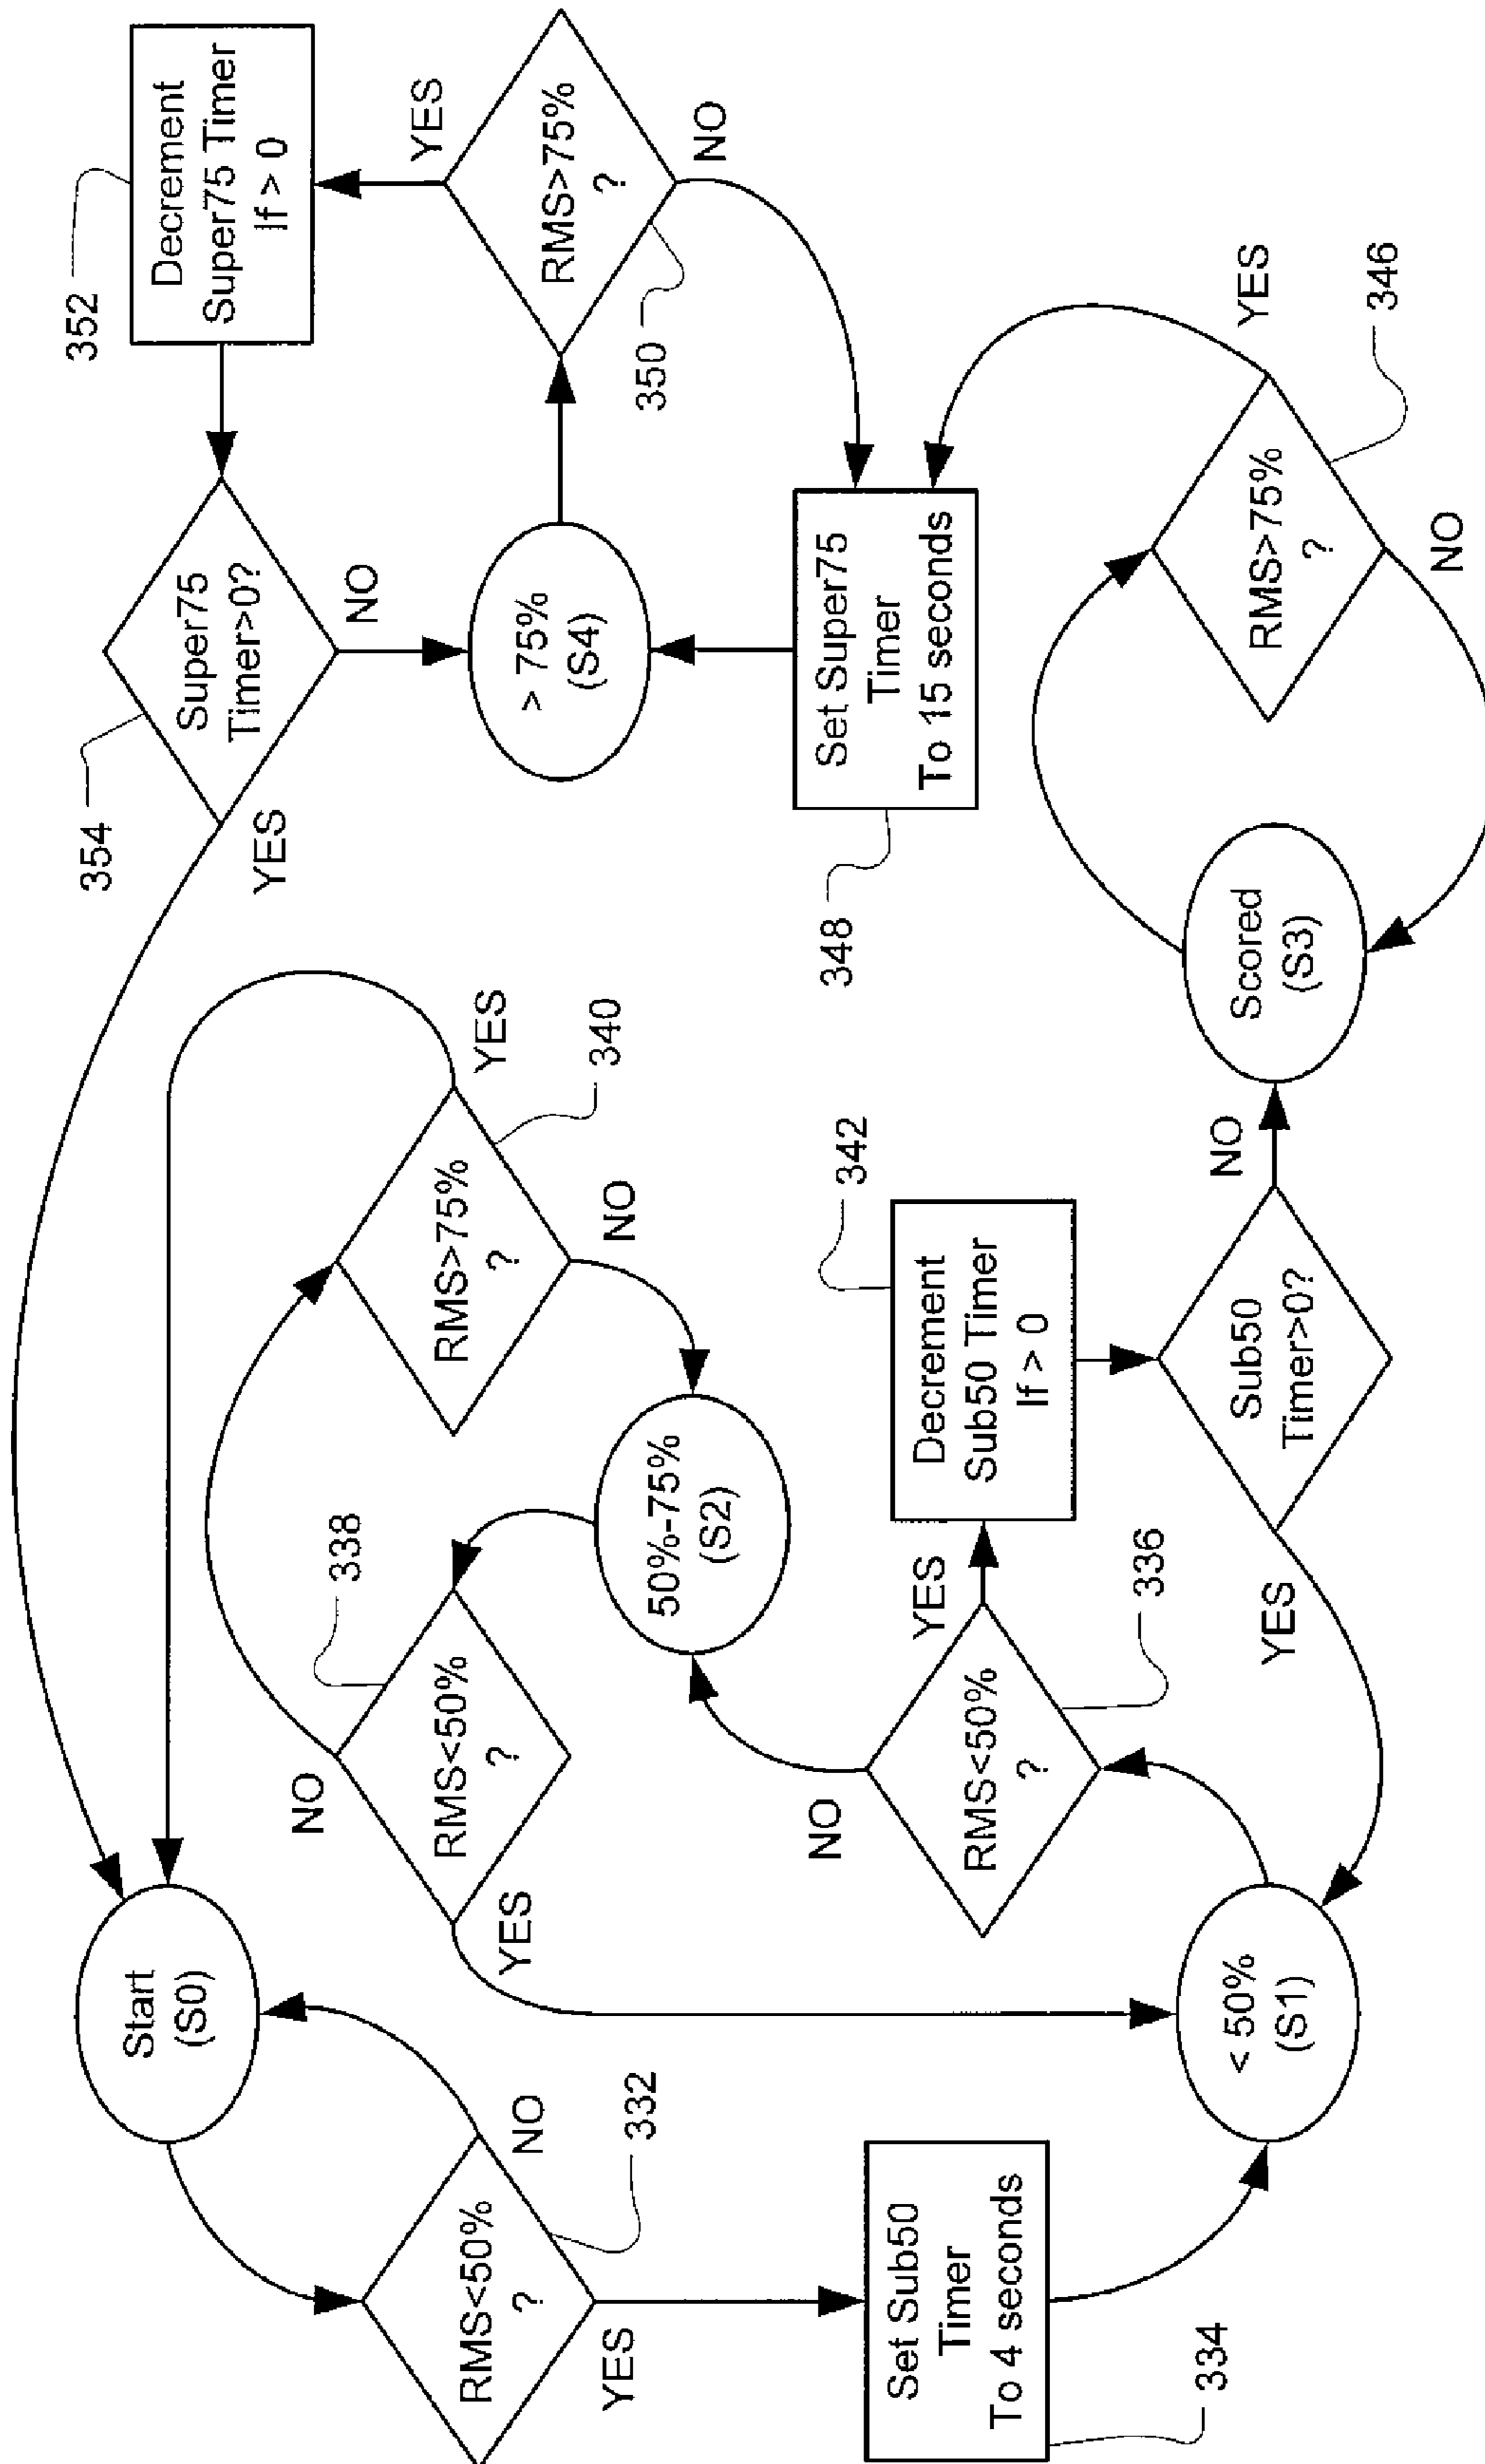 Start
(S0)
RMS<50%
?
332
NO
YES
Set Sub50
Timer
To 4 seconds
334
< 50%
(S1)
RMS<50%
?
336
NO
YES
RMS<50%
?
338
NO
YES
50%-75%
(S2)
RMS>75%
?
340
YES
NO
Decrement
Sub50 Timer
If > 0
342
Sub50
Timer>0?
YES
NO
Scored
(S3)
RMS>75%
?
346
YES
NO
Set Super75
Timer
To 15 seconds
348
> 75%
(S4)
RMS>75%
?
350
YES
NO
Decrement
Super75 Timer
If > 0
352
Super75
Timer>0?
354
YES
NO